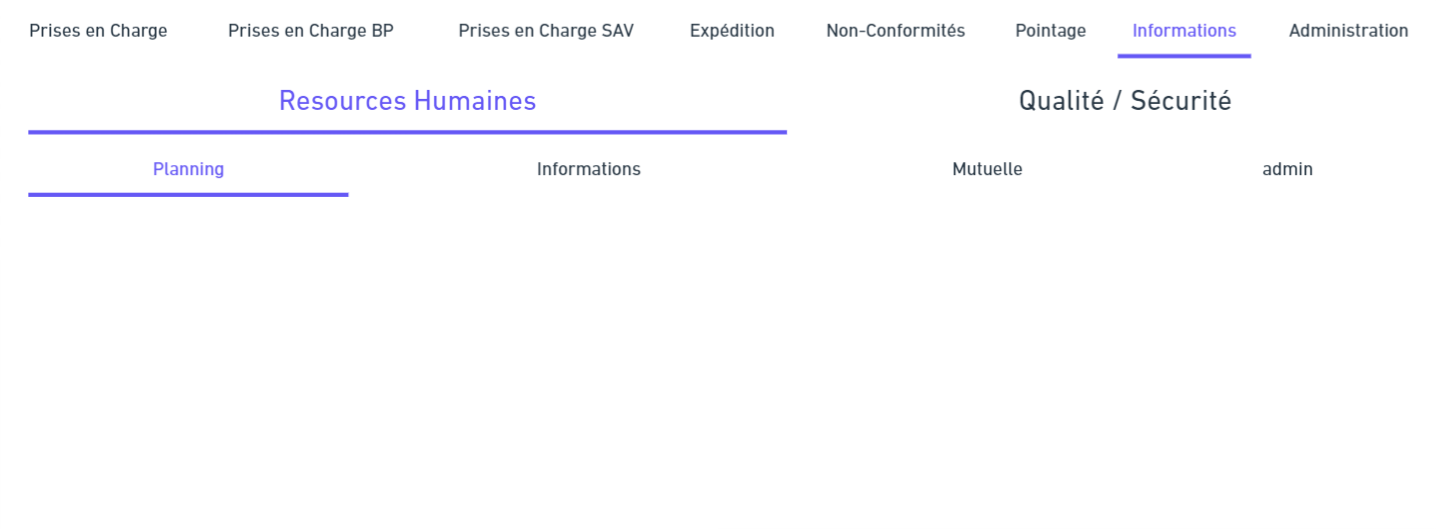 Prises en Charge Prises en Charge BP Prises en Charge SAV Expédition Non-Conformités Pointage Informations Administration
Resources Humaines Qualité / Sécurité
Planning Informations Mutuelle admin